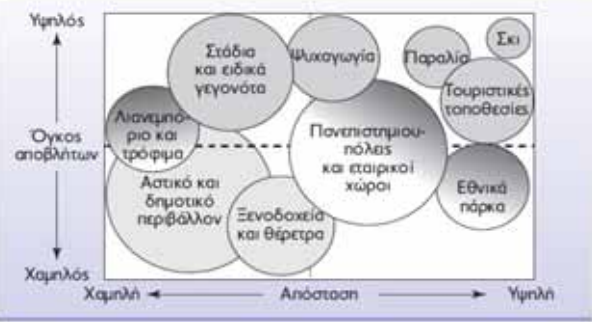 Υψηλός
Όγκος
αποβλήτων
Χαμηλός
Στάδια
και ειδικά
γεγονότα
Ψυχαγωγία
Παραλία
Σκι
Τουριστικές
τοποθεσίες
Λιανεμπό-
ριο και
τρόφιμα
Πανεπιστημιου-
πόλεις
και εταιρικοί
χώροι
Αστικό και
δημοτικό
περιβάλλον
Ξενοδοχεία
και θέρετρα
Εθνικά
πάρκα
Χαμηλή
Απόσταση
Υψηλή